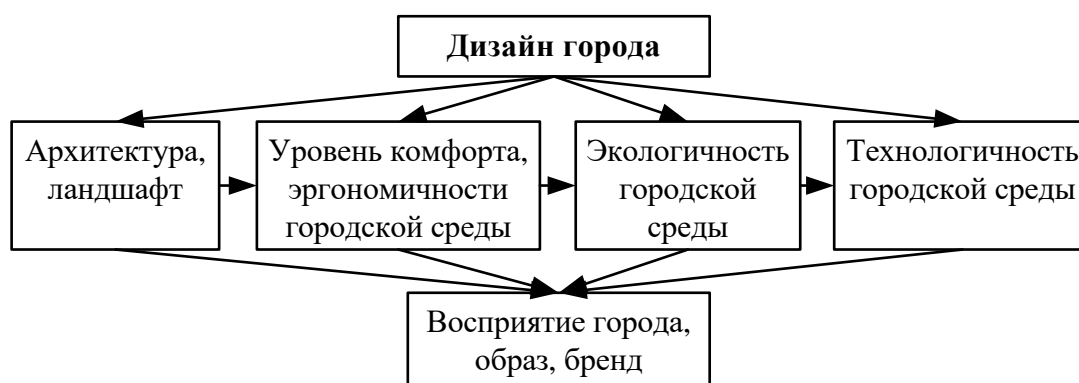 Дизайн города
Архитектура,
ландшафт
Уровень комфорта,
эргономичности
городской среды
Экологичность
городской
среды
Технологичность
городской среды
Восприятие города,
образ, бренд